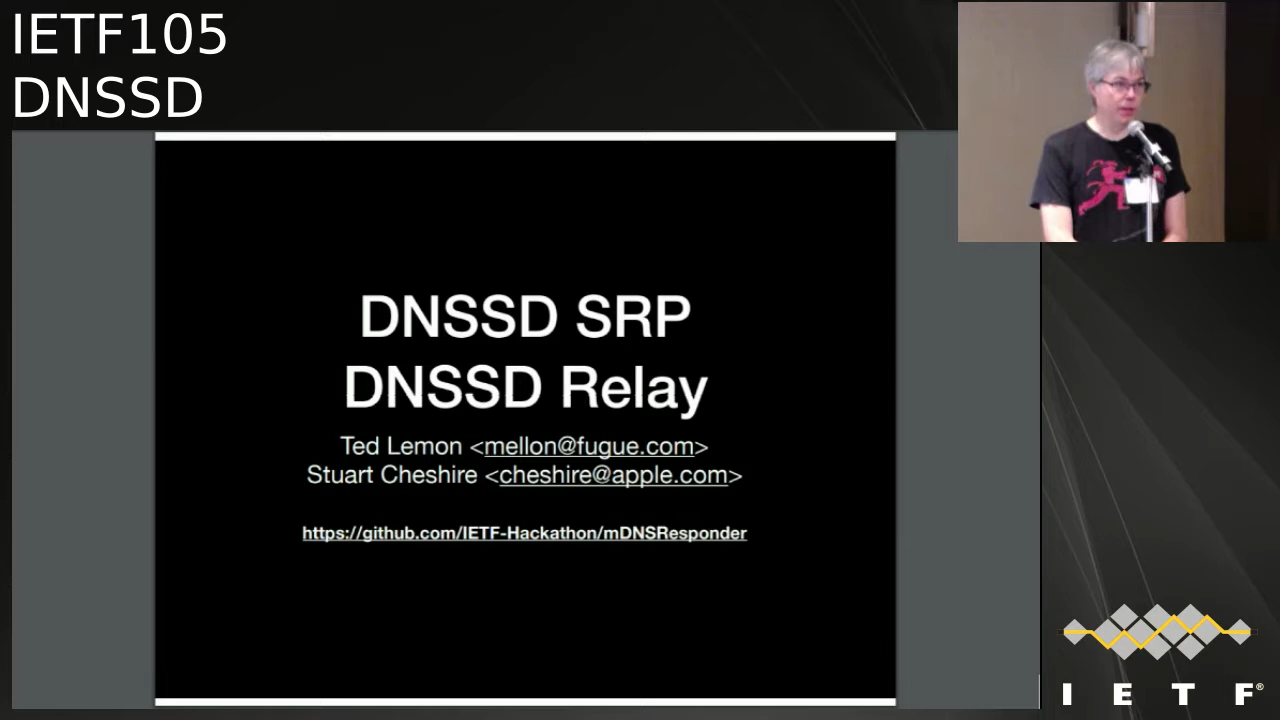 IETF105
DNSSD
DNSSD SRP
DNSSD Relay
Ted Lemon <mellon@fugue.com>
Stuart Cheshire <cheshire@apple.com>
https://github.com/IETF-Hackathon/mDNSResponder
I E T F®